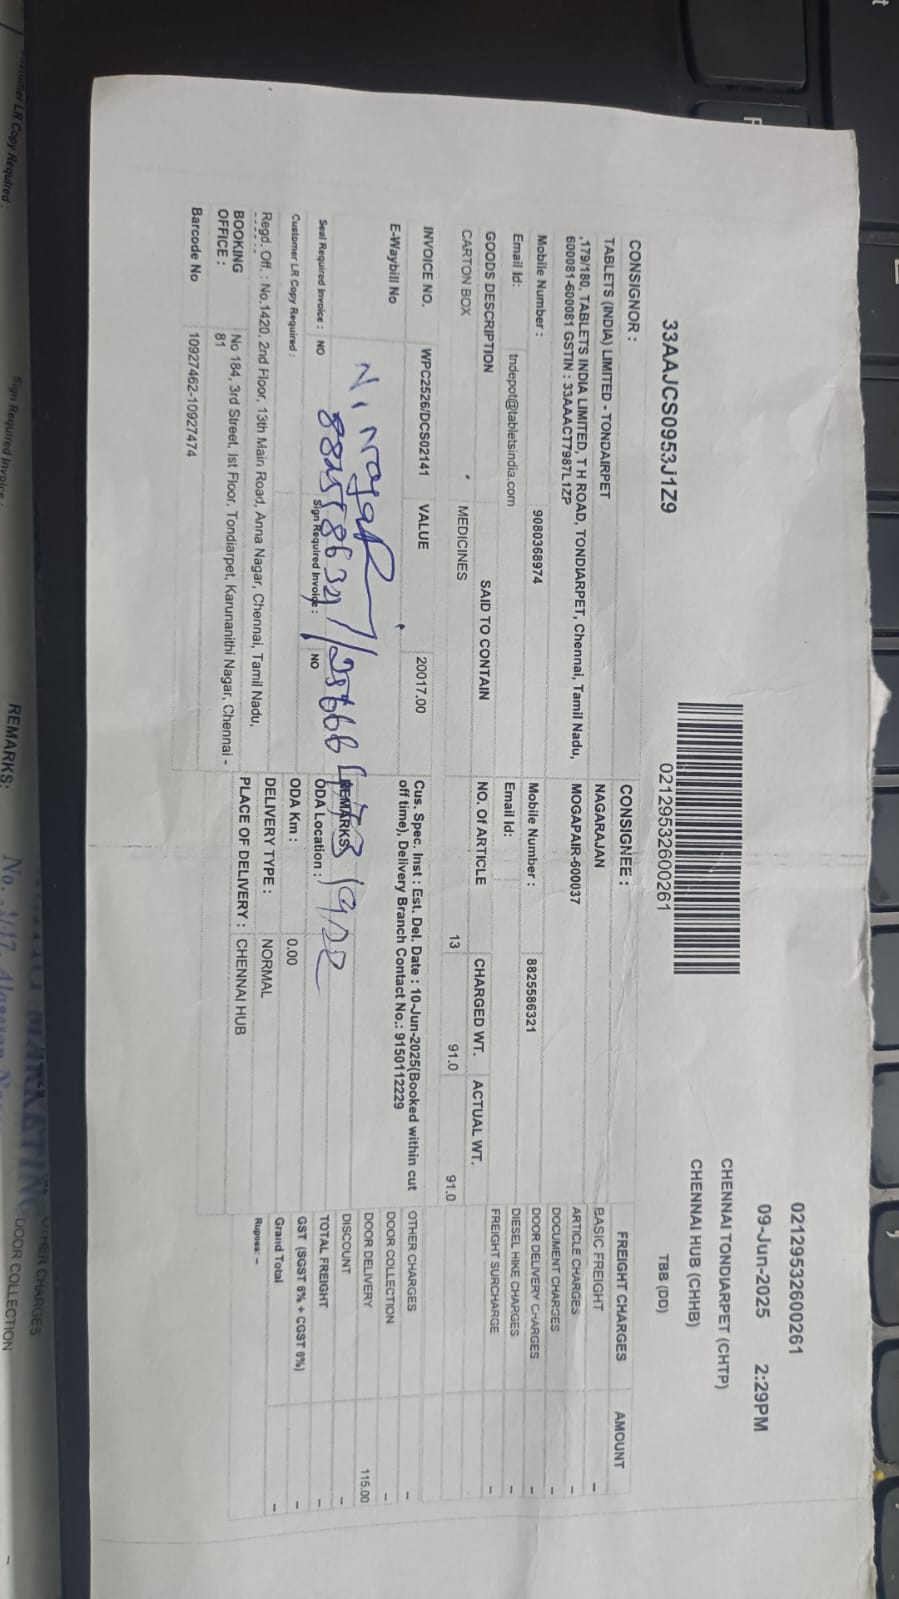 02129532600261
09-Jun-2025 2:29PM
CHENNAI TONDIARPET (CHTP)
CHENNAI HUB (CHHB)
33AAJCS0953J1Z9
02129532600261
TBB (DD)
CONSIGNOR :
TABLETS (INDIA) LIMITED - TONDAIRPET
,179/180, TABLETS INDIA LIMITED, T H ROAD, TONDIARPET, Chennai, Tamil Nadu,
600081-600081 GSTIN : 33AAACT7987L1ZP
Mobile Number : 9080368974
Email Id: tndepot@tabletsindia.com
CONSIGNEE :
NAGARAJAN
MOGAPAIR-600037
Mobile Number : 8825586321
Email Id:
GOODS DESCRIPTION SAID TO CONTAIN NO. Of ARTICLE CHARGED WT. ACTUAL WT.
CARTON BOX MEDICINES 13 91.0 91.0
INVOICE NO. WPC2526/DCS02141 VALUE 20017.00
E-Waybill No
Cus. Spec. Inst : Est. Del. Date : 10-Jun-2025(Booked within cut
off time), Delivery Branch Contact No.: 9150112229
REMARKS
Seal Required Invoice : NO Sign Required Invoice : NO
Customer LR Copy Required :
ODA Location :
ODA Km : 0.00
DELIVERY TYPE : NORMAL
PLACE OF DELIVERY : CHENNAI HUB
Regd. Off. : No,1420, 2nd Floor, 13th Main Road, Anna Nagar, Chennai, Tamil Nadu,
BOOKING OFFICE : No 184, 3rd Street, Ist Floor, Tondiarpet, Karunanithi Nagar, Chennai -
81
Barcode No 10927462-10927474
FREIGHT CHARGES AMOUNT
BASIC FREIGHT -
ARTICLE CHARGES -
DOCUMENT CHARGES -
DOOR DELIVERY CHARGES -
DIESEL HIKE CHARGES -
FREIGHT SURCHARGE -
OTHER CHARGES -
DOOR COLLECTION -
DOOR DELIVERY 115.00
DISCOUNT -
TOTAL FREIGHT -
GST (SGST 6% + CGST 6%) -
Grand Total -
Rupees: -
Customer LR Copy Required :
Sign Required Invoice :
REMARKS:
OTHER CHARGES
DOOR COLLECTION -
MARKETING